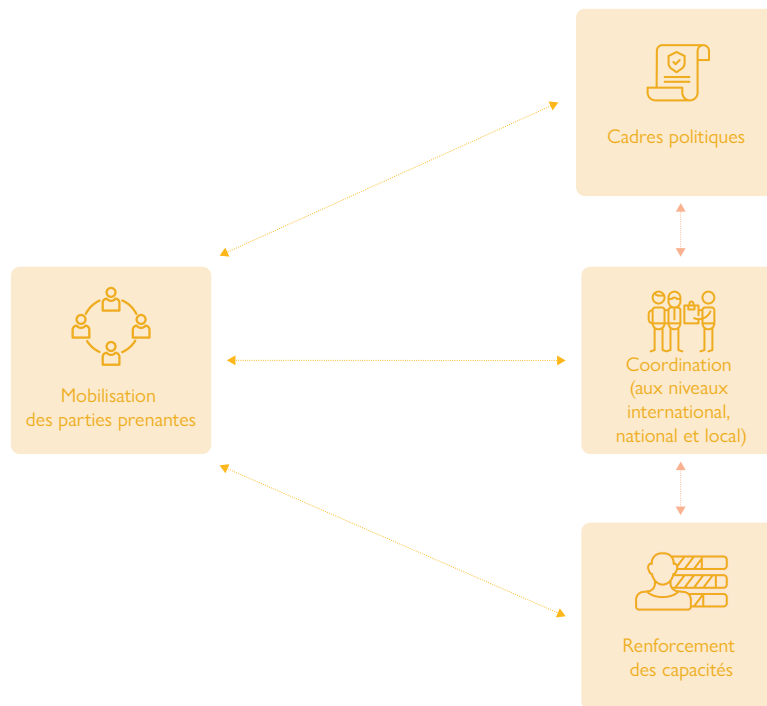 Cadres politiques
Mobilisation
des parties prenantes
Coordination
(aux niveaux
international,
national et local)
Renforcement
des capacités